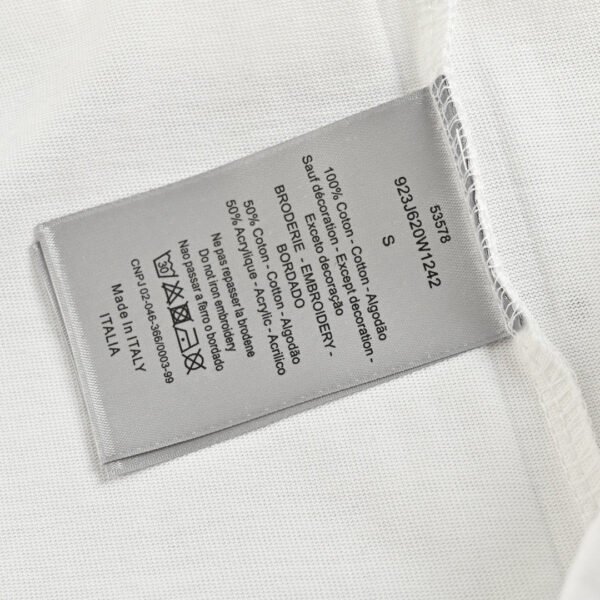 53578
923J620W1242
S
100% Coton - Cotton - Algodão
Sauf décoration - Except decoration -
Exceto decoração
BRODERIE - EMBROIDERY -
BORDADO
50% Coton - Cotton - Algodão
50% Acrylique - Acrylic - Acrílico
Ne pas repasser la broderie
Do not iron embroidery
Nao passar a ferro o bordado
30
CNPJ 02-046-366/0003-99
Made In ITALY
ITALIA